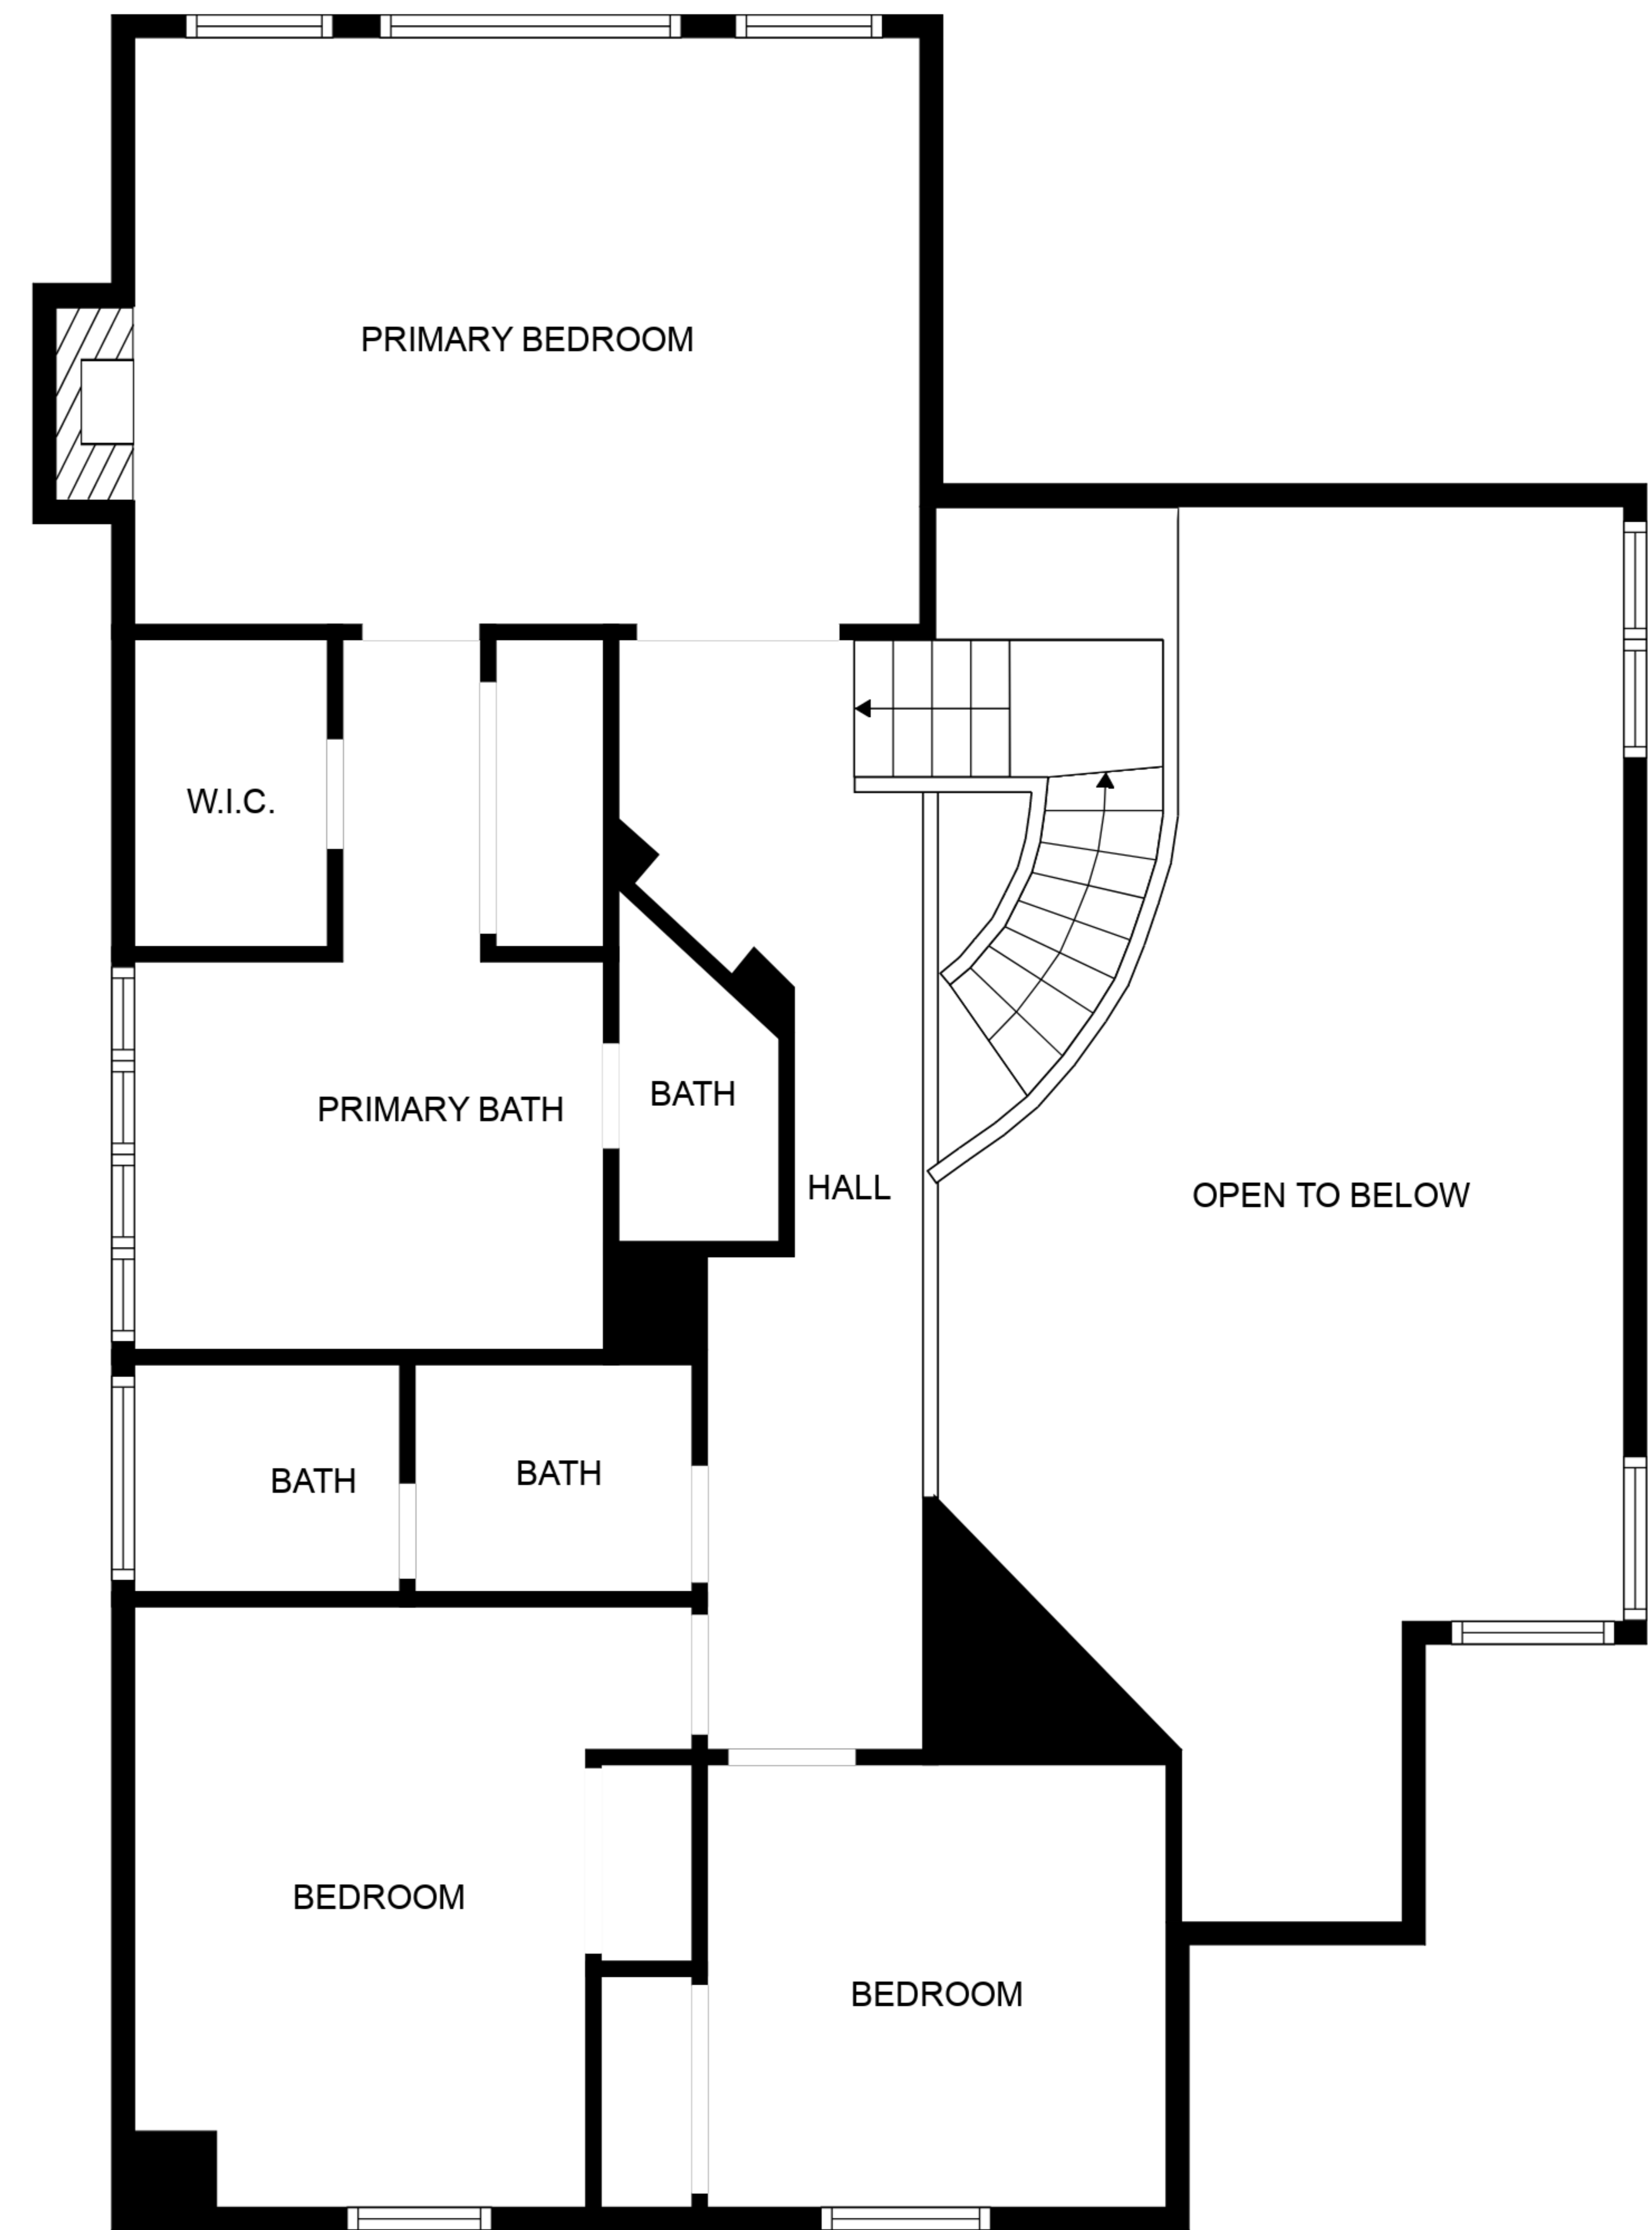 PRIMARY BEDROOM
W.I.C.
PRIMARY BATH
BATH
HALL
OPEN TO BELOW
BATH
BATH
BEDROOM
BEDROOM